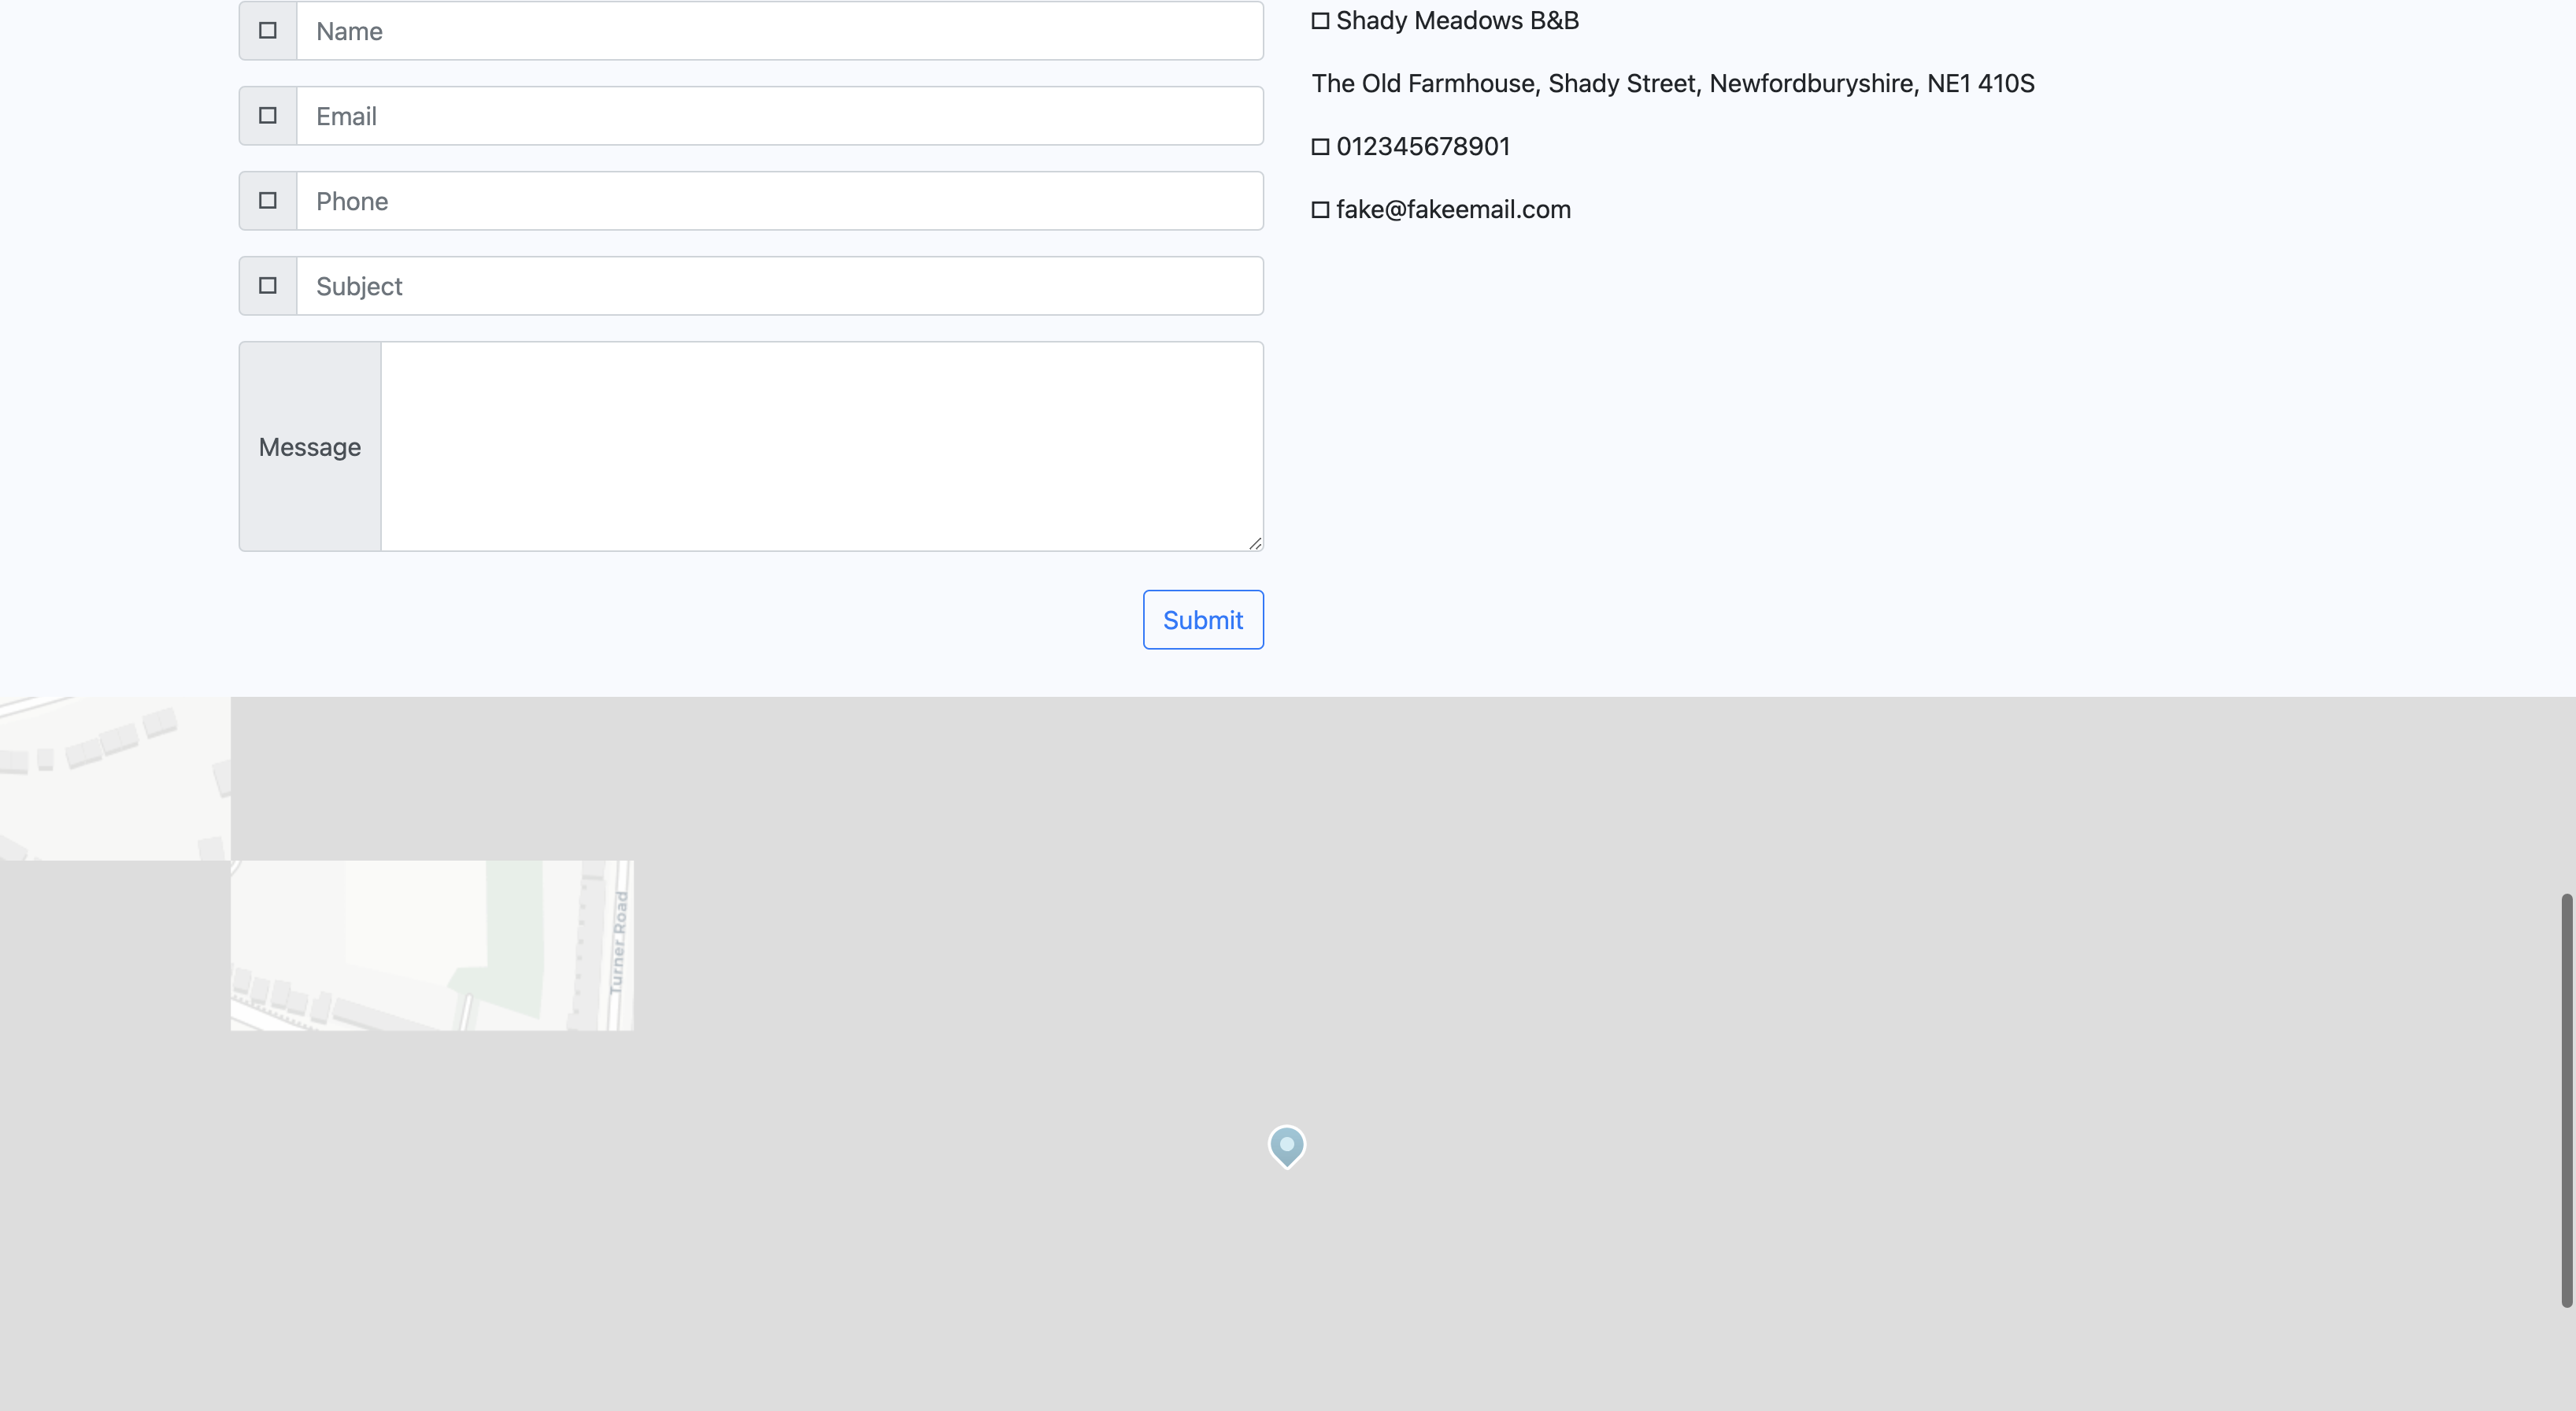 Name
Email
Phone
Subject
Message
Submit
Shady Meadows B&B
The Old Farmhouse, Shady Street, Newfordburyshire, NE1 410S
012345678901
fake@fakeemail.com
Turner Road